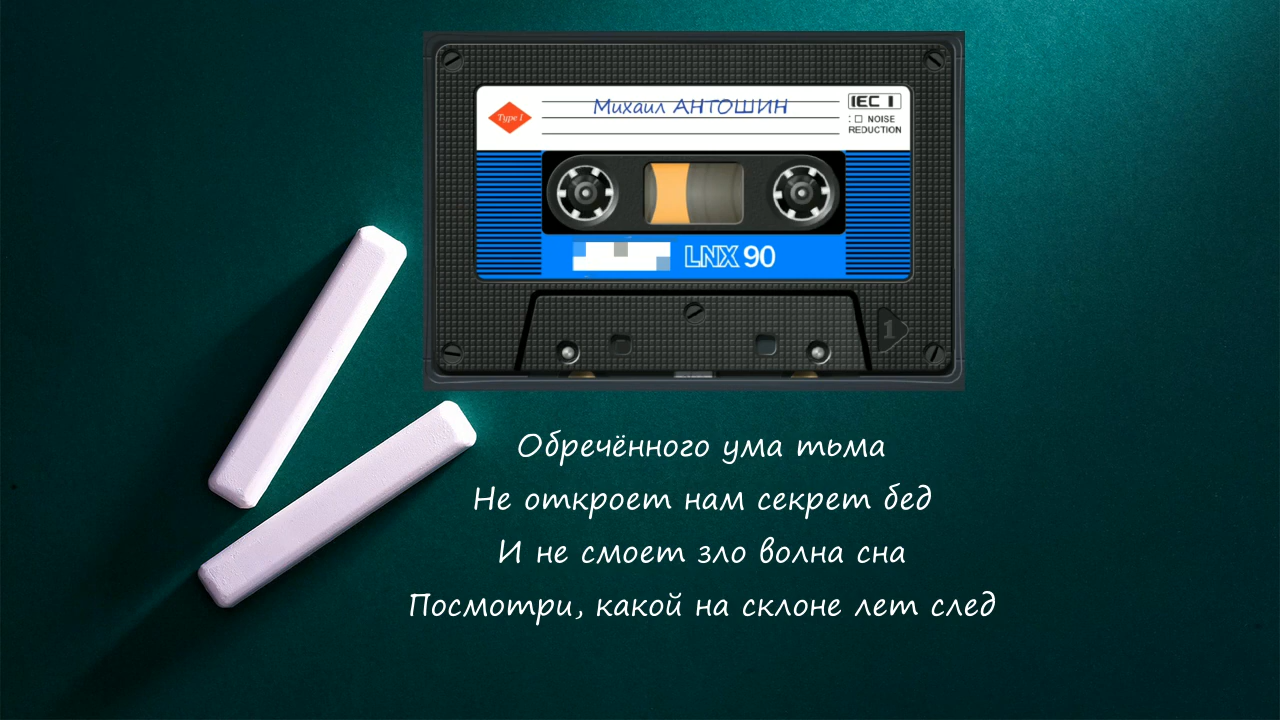 Михаил АНТОШИН
Type I
IEC I
: □ NOISE
REDUCTION
LNX 90
1
Обречённого ума тьма
Не откроет нам секрет бед
И не смоет зло волна сна
Посмотри, какой на склоне лет след